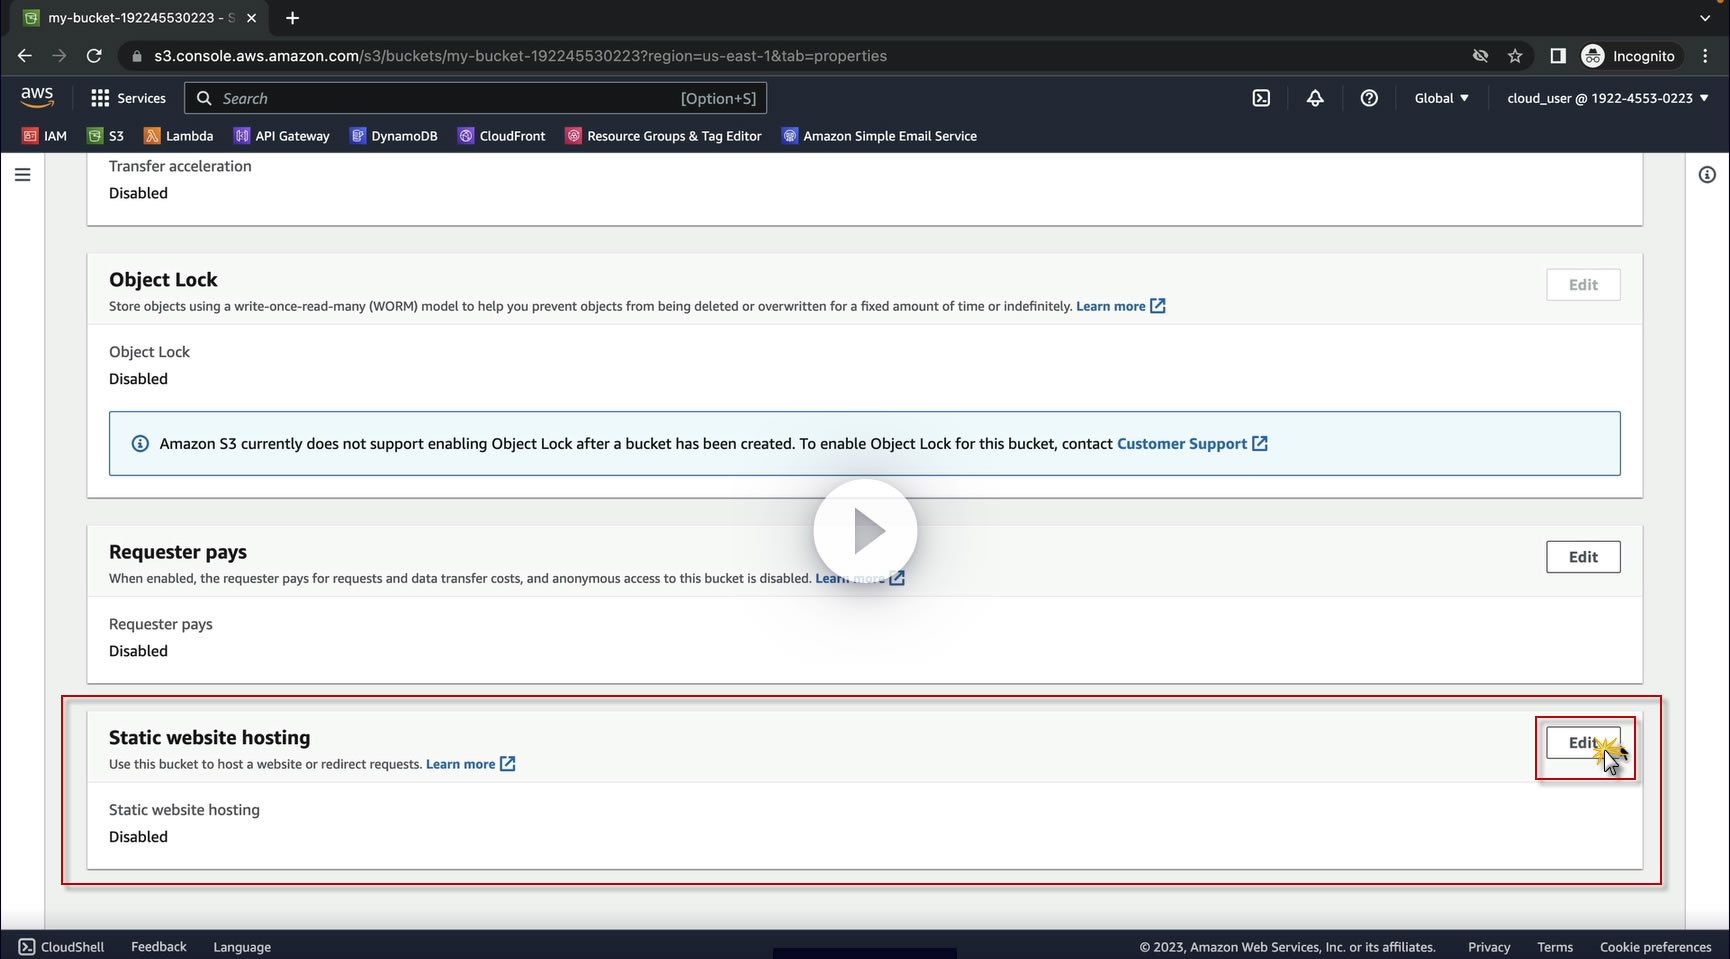 my-bucket-192245530223 - S
s3.console.aws.amazon.com/s3/buckets/my-bucket-192245530223?region=us-east-1&tab=properties
Incognito
aws
Services
Search
[Option+S]
Global
cloud_user @ 1922-4553-0223
IAM
S3
Lambda
API Gateway
DynamoDB
CloudFront
Resource Groups & Tag Editor
Amazon Simple Email Service
Transfer acceleration
Disabled
Object Lock
Edit
Store objects using a write-once-read-many (WORM) model to help you prevent objects from being deleted or overwritten for a fixed amount of time or indefinitely. Learn more
Object Lock
Disabled
Amazon S3 currently does not support enabling Object Lock after a bucket has been created. To enable Object Lock for this bucket, contact Customer Support
Requester pays
Edit
When enabled, the requester pays for requests and data transfer costs, and anonymous access to this bucket is disabled. Learn more
Requester pays
Disabled
Static website hosting
Edit
Use this bucket to host a website or redirect requests. Learn more
Static website hosting
Disabled
CloudShell
Feedback
Language
© 2023, Amazon Web Services, Inc. or its affiliates.
Privacy
Terms
Cookie preferences